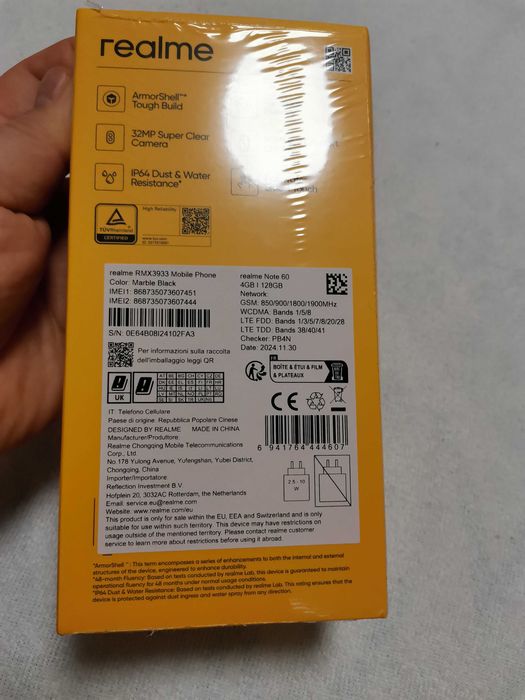 realme
ArmorShell™*
Tough Build
32MP Super Clear
Camera
IP64 Dust & Water
Resistance*
Touch
TÜVRheinland
CERTIFIED
High Reliability
www.tuv.com
realme RMX3933 Mobile Phone
Color: Marble Black
IMEI1: 868735073607451
IMEI2: 868735073607444
S/N: 0E64B08I24102FA3
Per informazioni sulla raccolta
dell'imballaggio leggi QR
realme Note 60
4GB I 128GB
Network
GSM: 850/900/1800/1900MHz
WCDMA: Bands 1/5/8
LTE FDD: Bands 1/3/5/7/8/20/28
LTE TDD: Bands 38/40/41
Checker: PB4N
Date: 2024.11.30
FR
BOÎTE & ÉTUI & FILM
& PLATEAUX
UK
CE
6 941764 444607
2.5 - 10
W
IT: Telefono Cellulare
Paese di origine: Repubblica Popolare Cinese
DESIGNED BY REALME MADE IN CHINA
Manufacturer/Produttore
Realme Chongqing Mobile Telecommunications
Corp., Ltd.
No.178 Yulong Avenue, Yufengshan, Yubei District,
Chongqing, China
Importer/Importatore
Reflection Investment B.V.
Hofplein 20, 3032AC Rotterdam, the Netherlands
Email: service.eu@realme.com
Website: www.realme.com/eu
This product is only for sale within the EU, EEA and Switzerland and is only
suitable for use within such territory. This device may have restrictions on
usage outside of the mentioned territory. Please contact realme customer
service to learn more about restrictions before using it abroad.
*ArmorShell™: This term encompasses a series of enhancements to both the internal and external
structures of the device, engineered to enhance durability.
*48-month Fluency: Based on tests conducted by realme Lab, this device is guaranteed to maintain
operational fluency for 48 months under normal usage conditions.
*IP64 Dust & Water Resistance: Based on tests conducted by realme Lab. This rating ensures that the
device is protected against dust ingress and water spray from any direction.